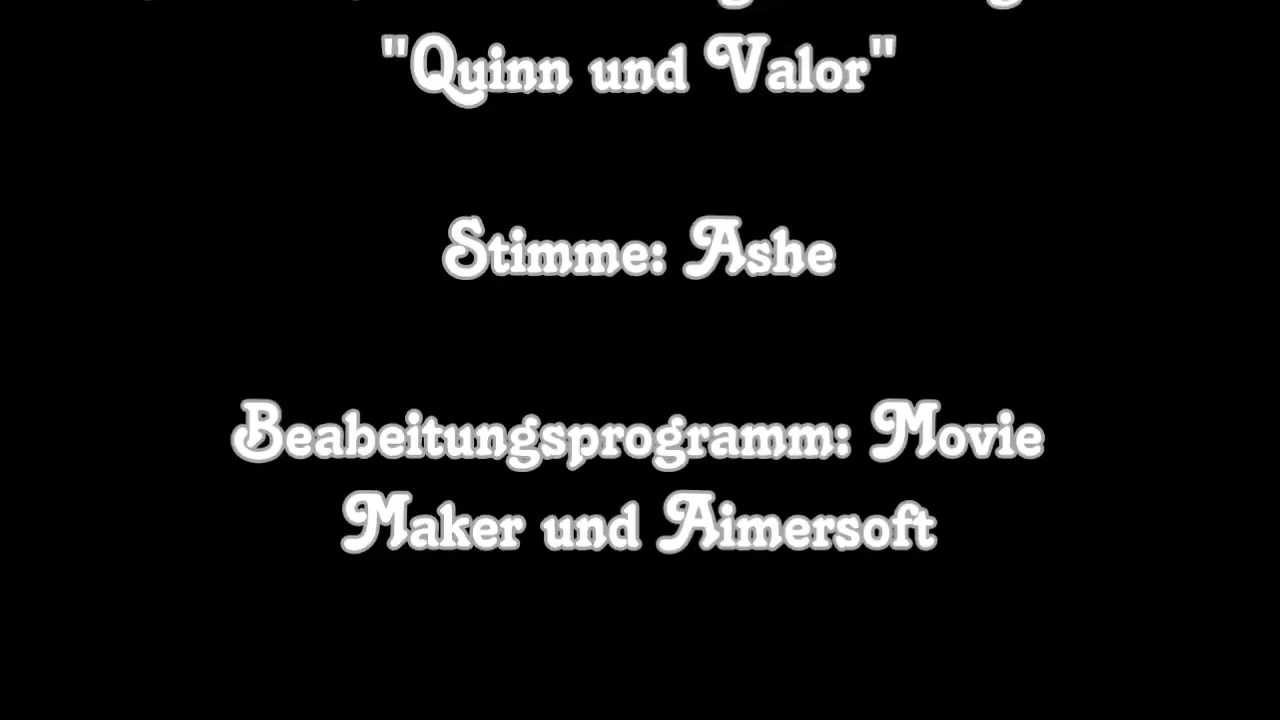 "Quinn und Valor"
Stimme: Ashe
Beabeitungsprogramm: Movie
Maker und Aimersoft